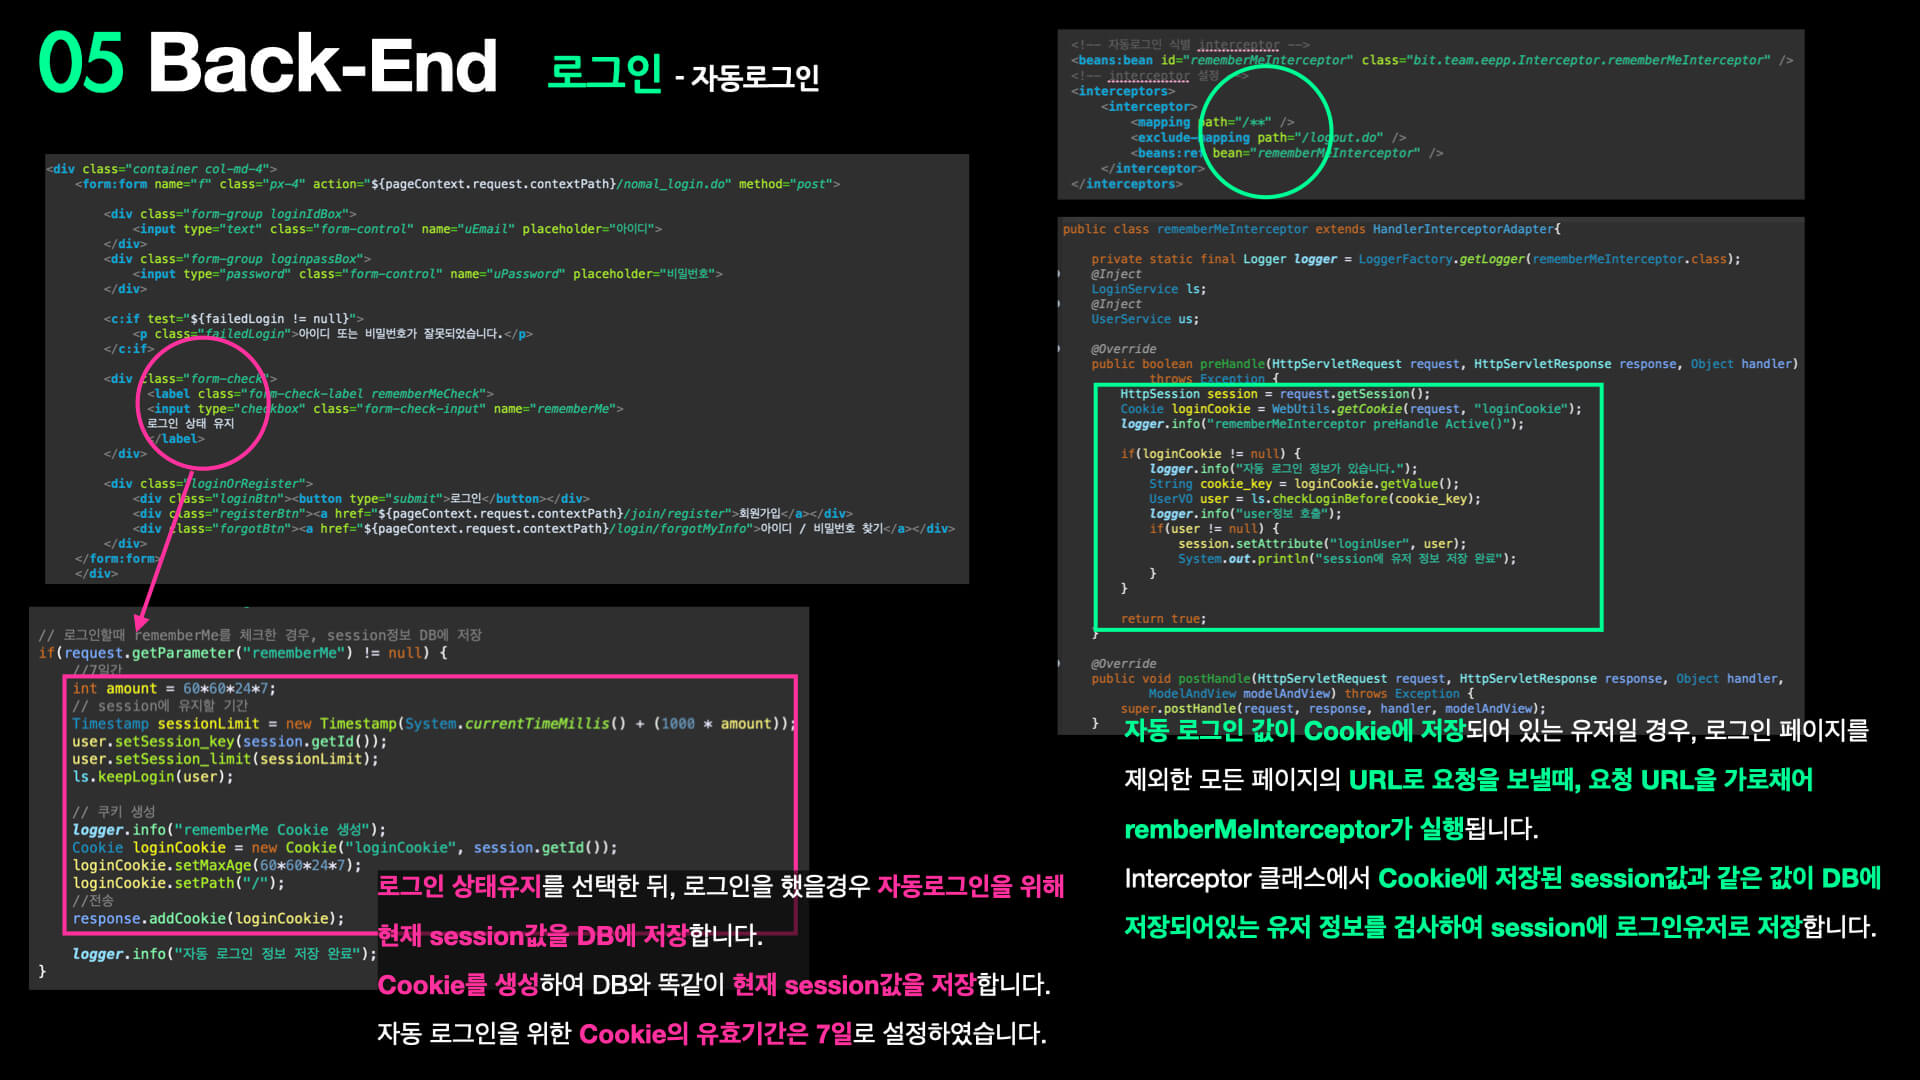 05 Back-End 로그인 - 자동로그인
<div class="container col-md-4">
<form:form name="f" class="px-4" action="${pageContext.request.contextPath}/nomal_login.do" method="post">
<div class="form-group loginIdBox">
<input type="text" class="form-control" name="uEmail" placeholder="아이디">
</div>
<div class="form-group loginpassBox">
<input type="password" class="form-control" name="uPassword" placeholder="비밀번호">
</div>
<c:if test="${failedLogin != null}">
<p class="failedLogin">아이디 또는 비밀번호가 잘못되었습니다.</p>
</c:if>
<div class="form-check">
<label class="form-check-label rememberMeCheck">
<input type="checkbox" class="form-check-input" name="rememberMe">
로그인 상태 유지
</label>
</div>
<div class="loginOrRegister">
<div class="loginBtn"><button type="submit">로그인</button></div>
<div class="registerBtn"><a href="${pageContext.request.contextPath}/join/register">회원가입</a></div>
<div class="forgotBtn"><a href="${pageContext.request.contextPath}/login/forgotMyInfo">아이디 / 비밀번호 찾기</a></div>
</div>
</form:form>
</div>
// 로그인할때 rememberMe를 체크한 경우, session정보 DB에 저장
if(request.getParameter("rememberMe") != null) {
//7일간
int amount = 60*60*24*7;
// session에 유지할 기간
Timestamp sessionLimit = new Timestamp(System.currentTimeMillis() + (1000 * amount));
user.setSession_key(session.getId());
user.setSession_limit(sessionLimit);
ls.keepLogin(user);
// 쿠키 생성
logger.info("rememberMe Cookie 생성");
Cookie loginCookie = new Cookie("loginCookie", session.getId());
loginCookie.setMaxAge(60*60*24*7);
loginCookie.setPath("/");
//전송
response.addCookie(loginCookie);
logger.info("자동 로그인 정보 저장 완료");
}
로그인 상태유지를 선택한 뒤, 로그인을 했을경우 자동로그인을 위해
현재 session값을 DB에 저장합니다.
Cookie를 생성하여 DB와 똑같이 현재 session값을 저장합니다.
자동 로그인을 위한 Cookie의 유효기간은 7일로 설정하였습니다.
<!-- 자동로그인 식별 interceptor -->
<beans:bean id="rememberMeInterceptor" class="bit.team.eepp.Interceptor.rememberMeInterceptor" />
<!-- interceptor 설정 -->
<interceptors>
<interceptor>
<mapping path="/**" />
<exclude-mapping path="/logout.do" />
<beans:ref bean="rememberMeInterceptor" />
</interceptor>
</interceptors>
public class rememberMeInterceptor extends HandlerInterceptorAdapter{
private static final Logger logger = LoggerFactory.getLogger(rememberMeInterceptor.class);
@Inject
LoginService ls;
@Inject
UserService us;
@Override
public boolean preHandle(HttpServletRequest request, HttpServletResponse response, Object handler)
throws Exception {
HttpSession session = request.getSession();
Cookie loginCookie = WebUtils.getCookie(request, "loginCookie");
logger.info("rememberMeInterceptor preHandle Active()");
if(loginCookie != null) {
logger.info("자동 로그인 정보가 있습니다.");
String cookie_key = loginCookie.getValue();
UserVO user = ls.checkLoginBefore(cookie_key);
logger.info("user정보 호출");
if(user != null) {
session.setAttribute("loginUser", user);
System.out.println("session에 유저 정보 저장 완료");
}
}
return true;
}
@Override
public void postHandle(HttpServletRequest request, HttpServletResponse response, Object handler,
ModelAndView modelAndView) throws Exception {
super.postHandle(request, response, handler, modelAndView);
}
자동 로그인 값이 Cookie에 저장되어 있는 유저일 경우, 로그인 페이지를
제외한 모든 페이지의 URL로 요청을 보낼때, 요청 URL을 가로채어
remberMeInterceptor가 실행됩니다.
Interceptor 클래스에서 Cookie에 저장된 session값과 같은 값이 DB에
저장되어있는 유저 정보를 검사하여 session에 로그인유저로 저장합니다.